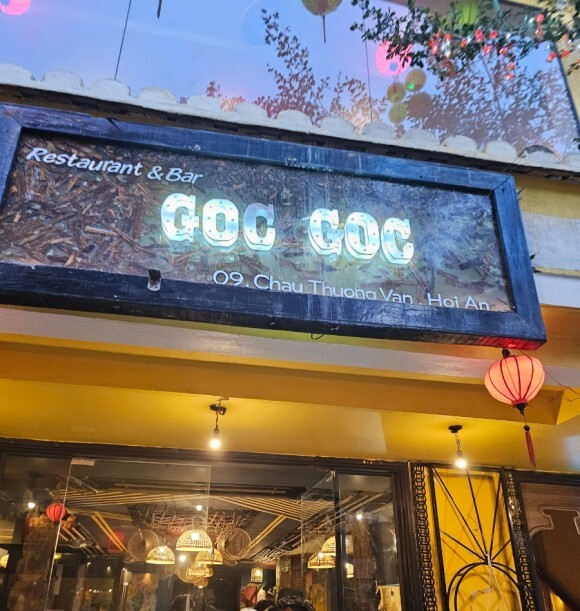 Restaurant & Bar
GOC GOC
09. Chau Thuong Van. Hoi An